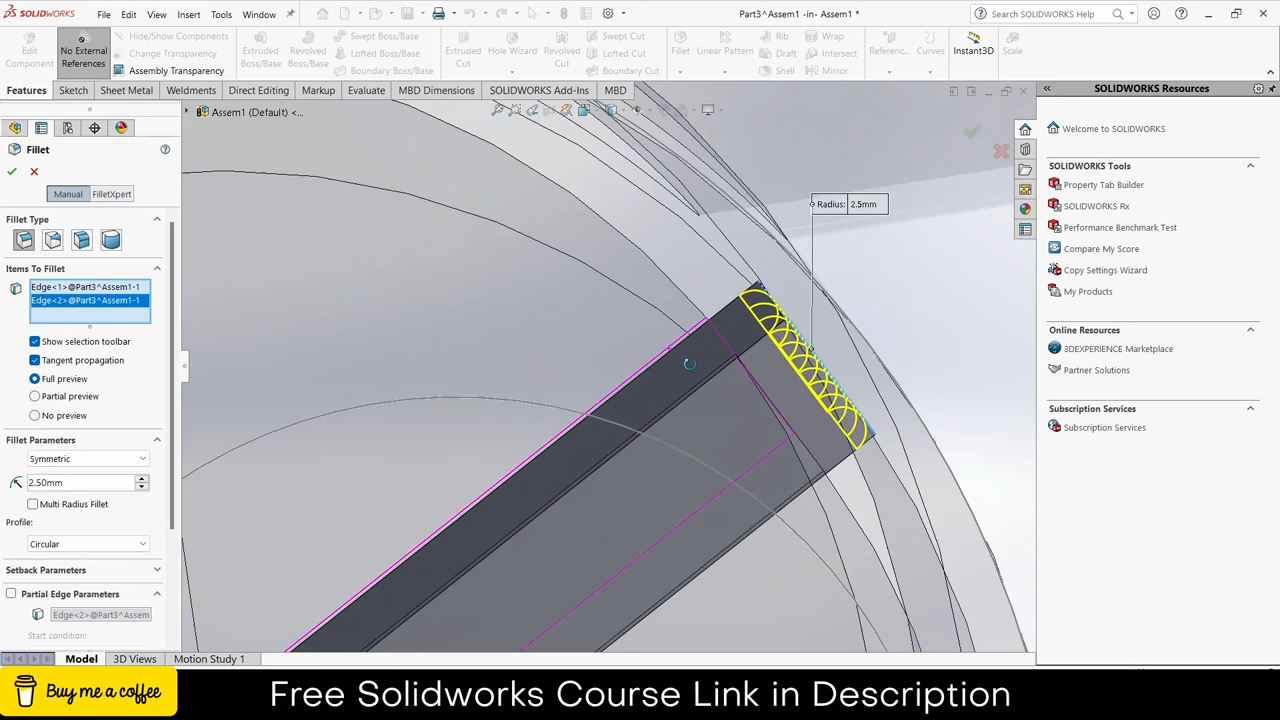 SOLIDWORKS File Edit View Insert Tools Window Part3^Assem1 -in- Assem1 * Search SOLIDWORKS Help
Edit Component
No External References
Hide/Show Components
Change Transparency
Assembly Transparency
Extruded Boss/Base
Revolved Boss/Base
Swept Boss/Base
Lofted Boss/Base
Boundary Boss/Base
Extruded Cut
Hole Wizard
Revolved Cut
Swept Cut
Lofted Cut
Boundary Cut
Fillet
Linear Pattern
Rib
Draft
Shell
Wrap
Intersect
Mirror
Referenc...
Curves
Instant3D
Scale
Features Sketch Sheet Metal Weldments Direct Editing Markup Evaluate MBD Dimensions SOLIDWORKS Add-Ins MBD
Assem1 (Default) <...
Fillet
Manual FilletXpert
Fillet Type
Items To Fillet
Edge<1>@Part3^Assem1-1
Edge<2>@Part3^Assem1-1
Show selection toolbar
Tangent propagation
Full preview
Partial preview
No preview
Fillet Parameters
Symmetric
2.50mm
Multi Radius Fillet
Profile:
Circular
Setback Parameters
Partial Edge Parameters
Edge<2>@Part3^Assem
Start condition:
Radius: 2.5mm
SOLIDWORKS Resources
Welcome to SOLIDWORKS
SOLIDWORKS Tools
Property Tab Builder
SOLIDWORKS Rx
Performance Benchmark Test
Compare My Score
Copy Settings Wizard
My Products
Online Resources
3DEXPERIENCE Marketplace
Partner Solutions
Subscription Services
Subscription Services
Model 3D Views Motion Study 1
Buy me a coffee
Free Solidworks Course Link in Description